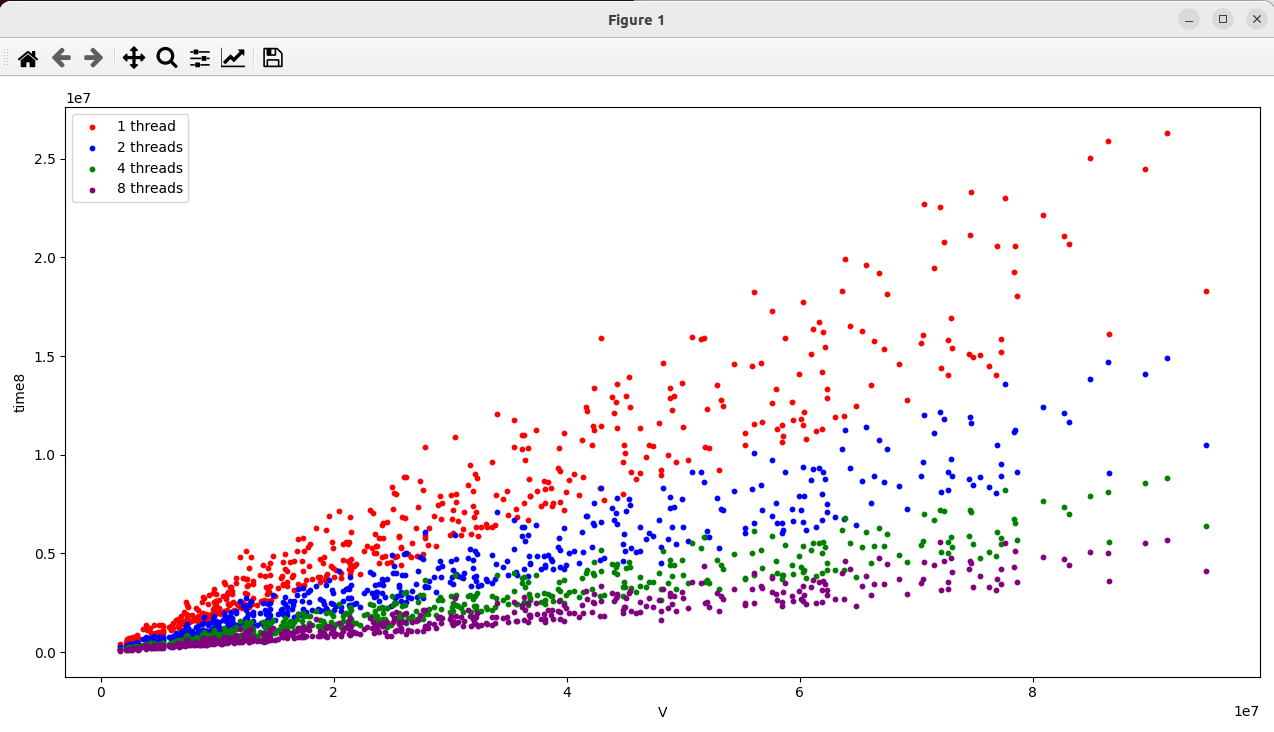 Figure 1
1e7
1 thread
2 threads
4 threads
8 threads
2.5
2.0
1.5
1.0
0.5
0.0
time8
0
2
4
6
8
V
1e7